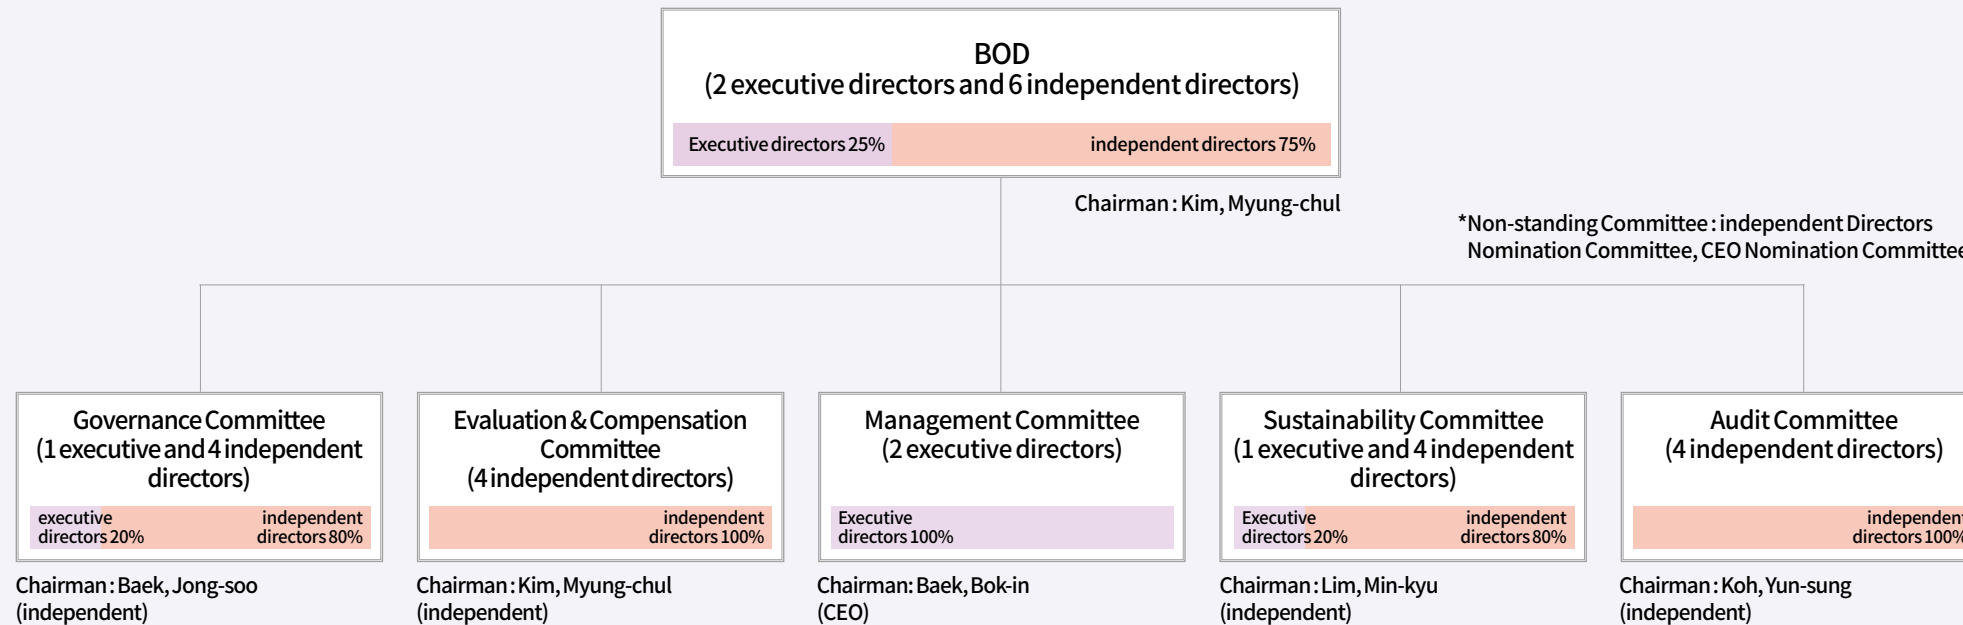 BOD
(2 executive directors and 6 independent directors)
Executive directors 25%
independent directors 75%
Chairman : Kim, Myung-chul
*Non-standing Committee : independent Directors
Nomination Committee, CEO Nomination Committee
Governance Committee
(1 executive and 4 independent
directors)
executive
directors 20%
independent
directors 80%
Chairman : Baek, Jong-soo
(independent)
Evaluation & Compensation
Committee
(4 independent directors)
independent
directors 100%
Chairman : Kim, Myung-chul
(independent)
Management Committee
(2 executive directors)
Executive
directors 100%
Chairman: Baek, Bok-in
(CEO)
Sustainability Committee
(1 executive and 4 independent
directors)
Executive
directors 20%
independent
directors 80%
Chairman : Lim, Min-kyu
(independent)
Audit Committee
(4 independent directors)
independent
directors 100%
Chairman : Koh, Yun-sung
(independent)